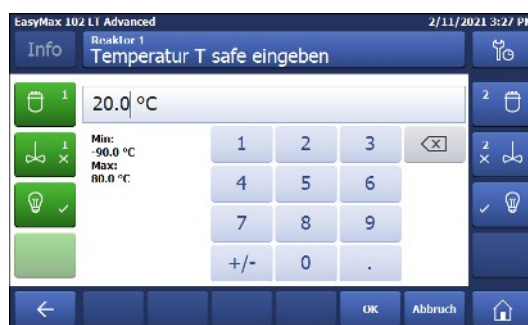 EasyMax 102 LT Advanced 2/11/2021 3:27 PM
Info
Reaktor 1
Temperatur T safe eingeben
1
20.0 °C
2
Min:
-90.0 °C
Max:
80.0 °C
1 2 3
1
2
4 5 6
7 8 9
+/- 0 .
OK Abbruch